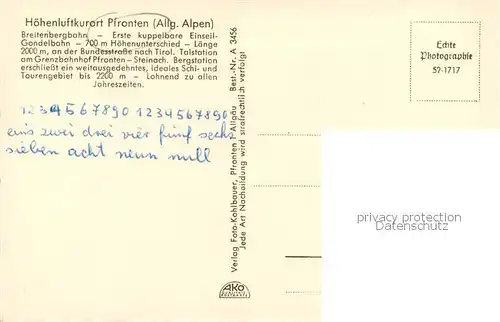 Höhenluftkurort Pfronten (Allg. Alpen)
Breitenbergbahn — Erste kuppelbare Einseil-
Gondelbahn — 700 m Höhenunterschied — Länge
2000 m, an der Bundesstraße nach Tirol. Talstation
am Grenzbahnhof Pfronten - Steinach. Bergstation
erschließt ein weitausgedehntes, ideales Schi- und
Tourengebiet bis 2200 m — Lohnend zu allen
Jahreszeiten.
1234567890 1234567890
eins zwei drei vier fünf sechs
sieben acht neun null
Verlag Foto-Kohlbauer, Pfronten i. Allgäu Best.-Nr. A 3456
Jede Art Nachbildung wird strafrechtlich verfolgt
AKO
Echte
Photographie
59-1717
privacy protection
oldthing.de